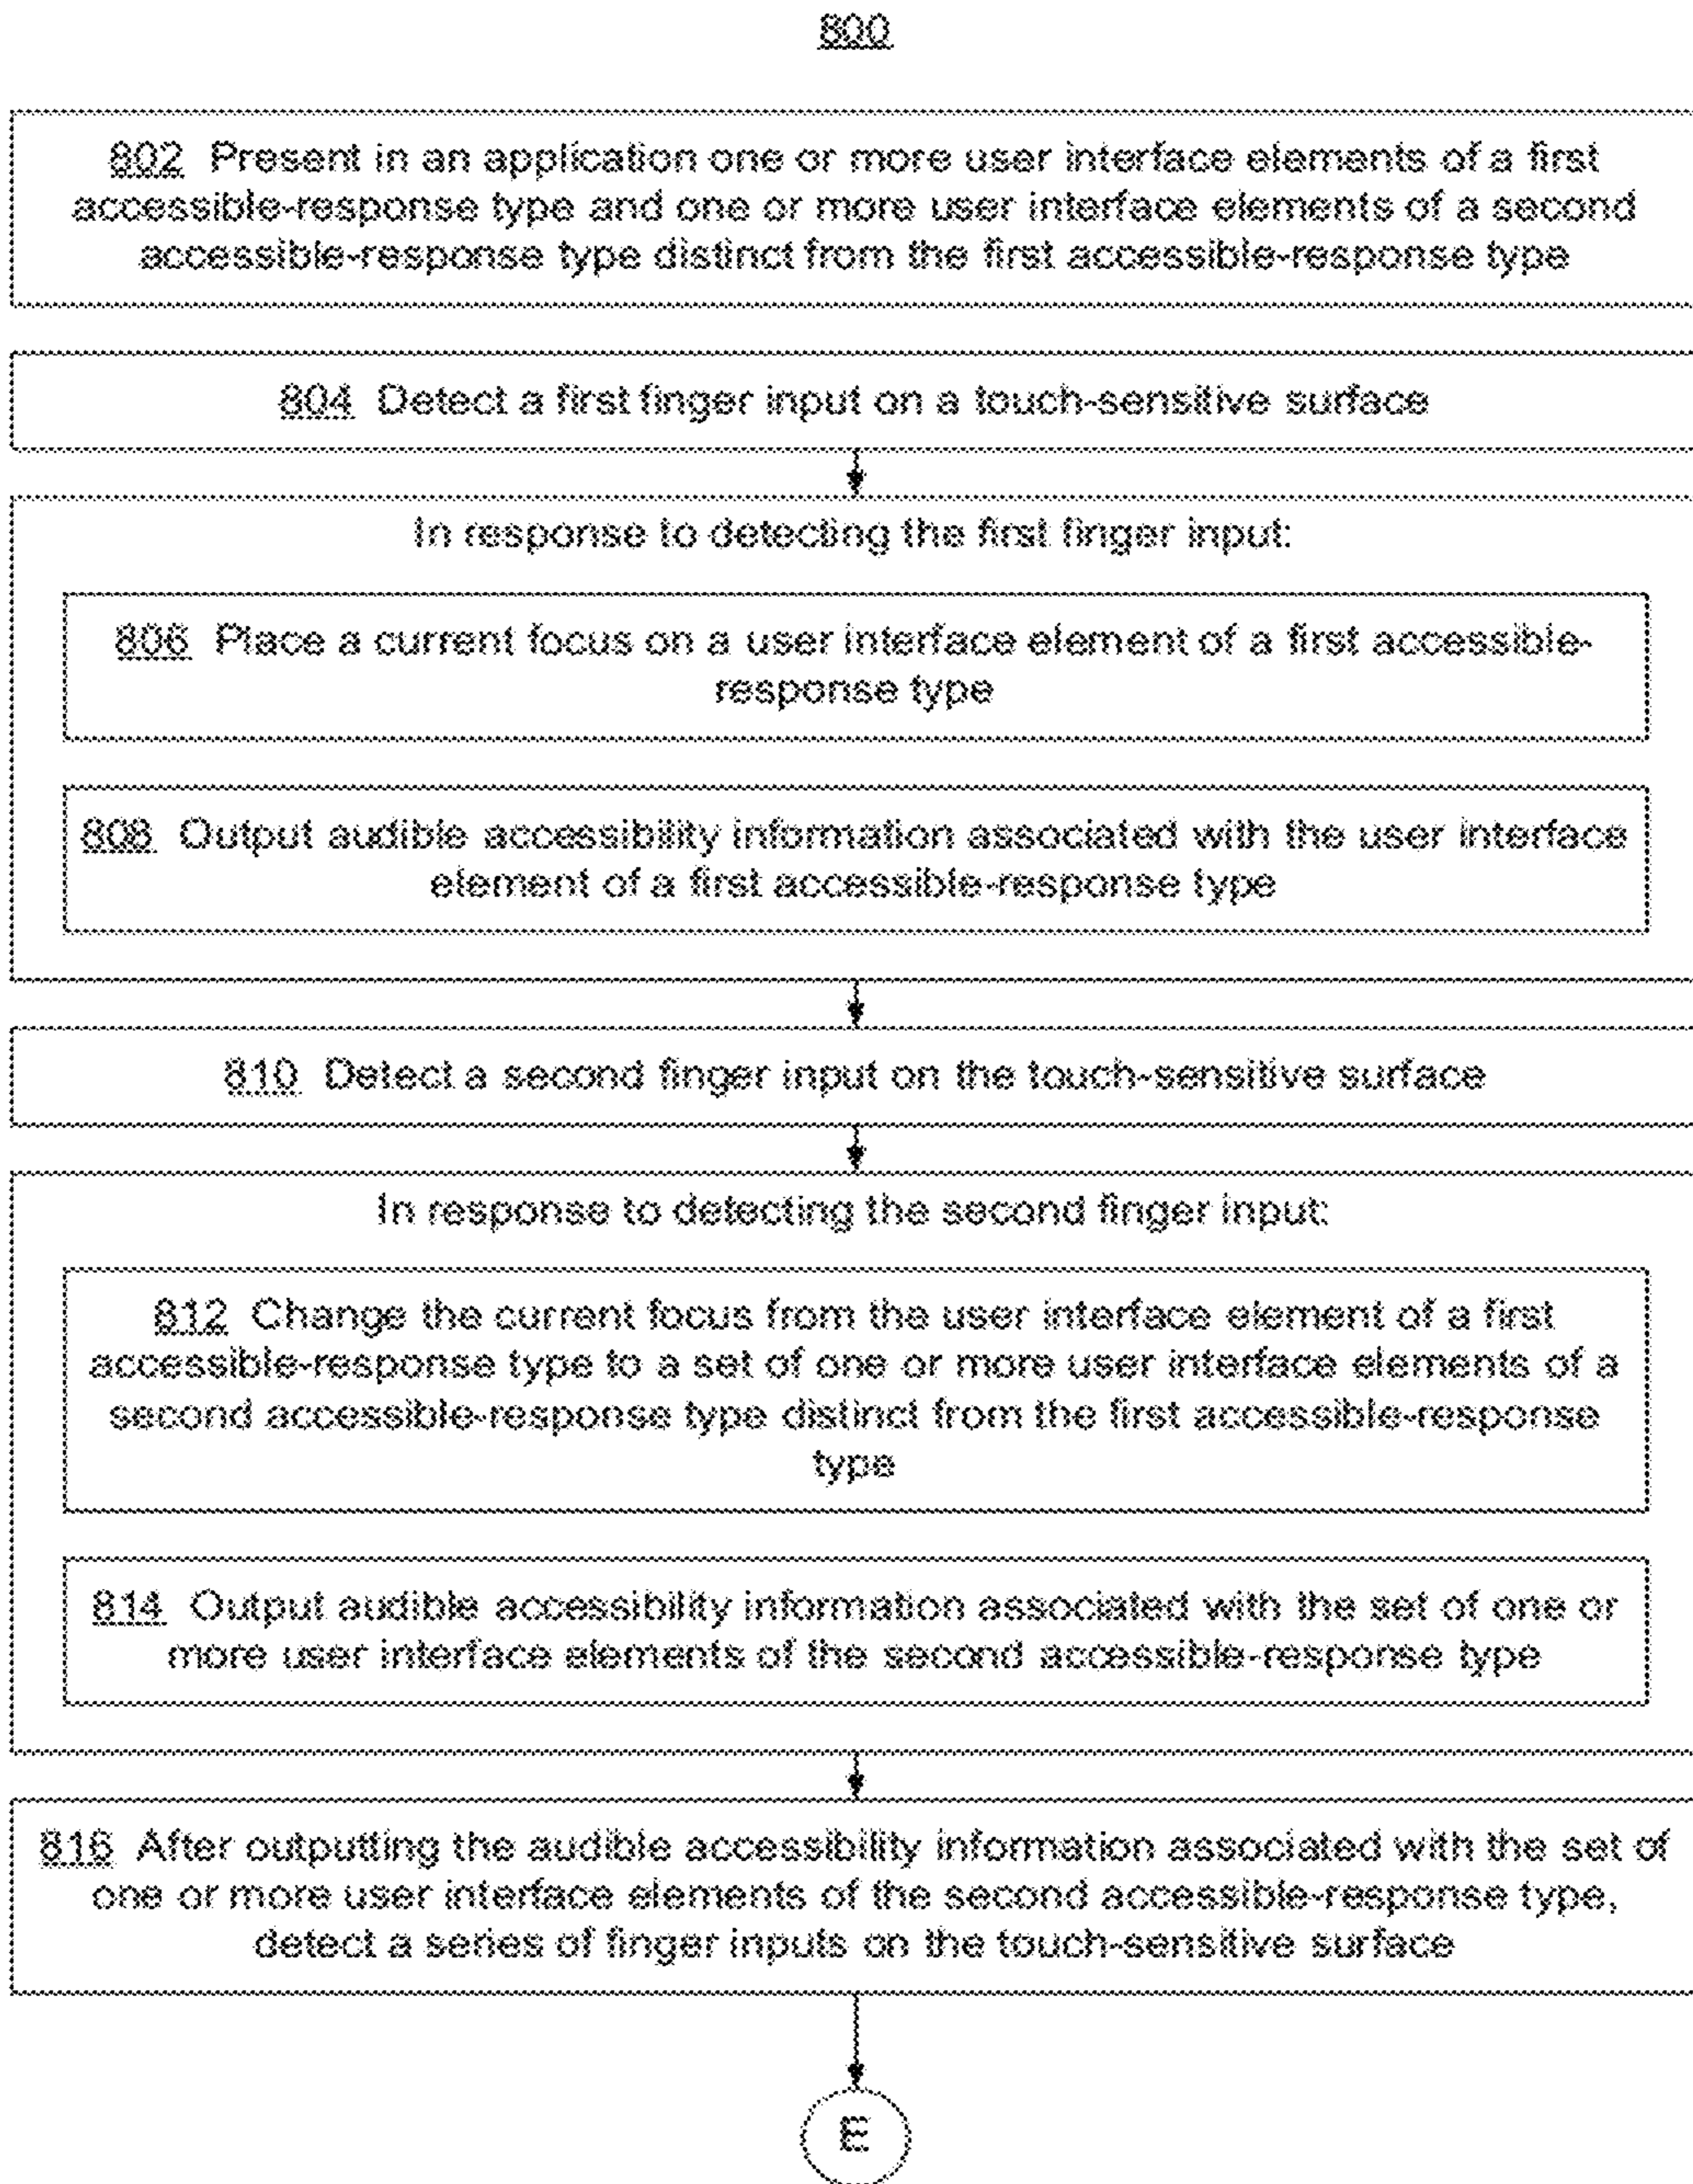 800
802 Present in an application one or more user interface elements of a first
accessible-response type and one or more user interface elements of a second
accessible-response type distinct from the first accessible-response type
804 Detect a first finger input on a touch-sensitive surface
In response to detecting the first finger input:
806 Place a current focus on a user interface element of a first accessible-
response type
808 Output audible accessibility information associated with the user interface
element of a first accessible-response type
810 Detect a second finger input on the touch-sensitive surface
In response to detecting the second finger input:
812 Change the current focus from the user interface element of a first
accessible-response type to a set of one or more user interface elements of a
second accessible-response type distinct from the first accessible-response
type
814 Output audible accessibility information associated with the set of one or
more user interface elements of the second accessible-response type
816 After outputting the audible accessibility information associated with the set of
one or more user interface elements of the second accessible-response type,
detect a series of finger inputs on the touch-sensitive surface
E